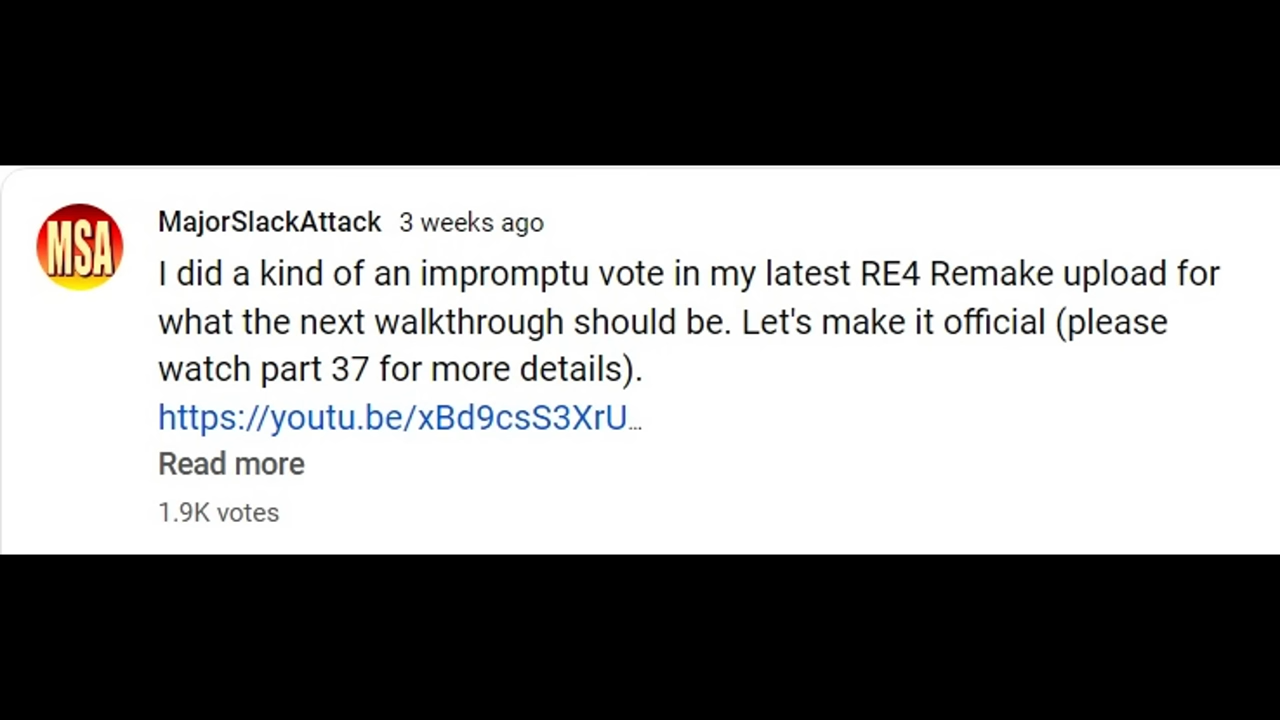 MSA
MajorSlackAttack 3 weeks ago
I did a kind of an impromptu vote in my latest RE4 Remake upload for
what the next walkthrough should be. Let's make it official (please
watch part 37 for more details).
https://youtu.be/xBd9csS3XrU...
Read more
1.9K votes